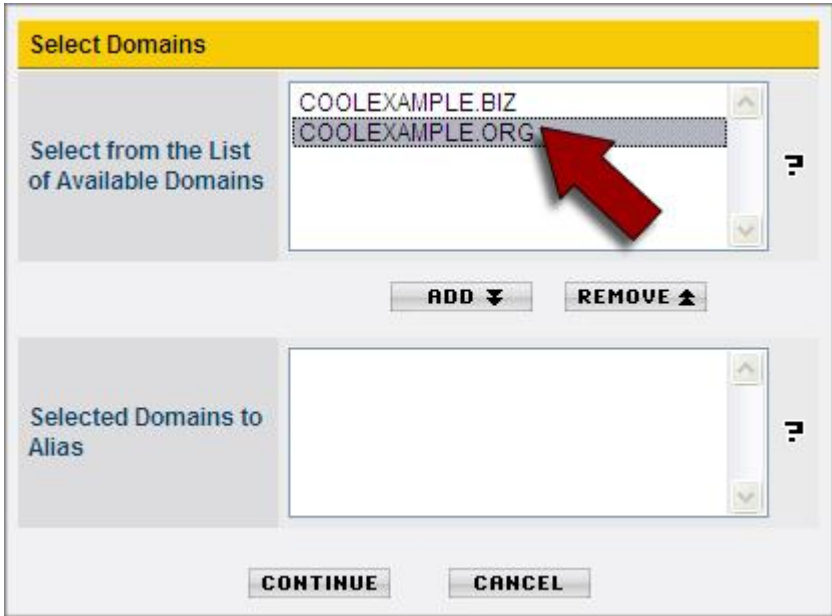 Select Domains
COOLEXAMPLE.BIZ
COOLEXAMPLE.ORG
Select from the List
of Available Domains
?
ADD
REMOVE
Selected Domains to
Alias
?
CONTINUE
CANCEL